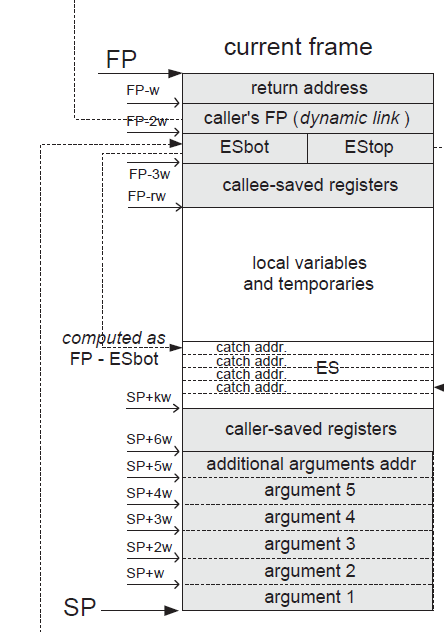 current frame
FP
return address
FP-w
caller's FP (dynamic link )
FP-2w
ESbot
EStop
FP-3w
callee-saved registers
FP-rw
local variables
and temporaries
computed as
FP - ESbot
catch addr.
catch addr.
ES
catch addr.
catch addr.
SP+kw
caller-saved registers
SP+6w
additional arguments addr
SP+5w
argument 5
SP+4w
argument 4
SP+3w
argument 3
SP+2w
argument 2
SP+w
argument 1
SP